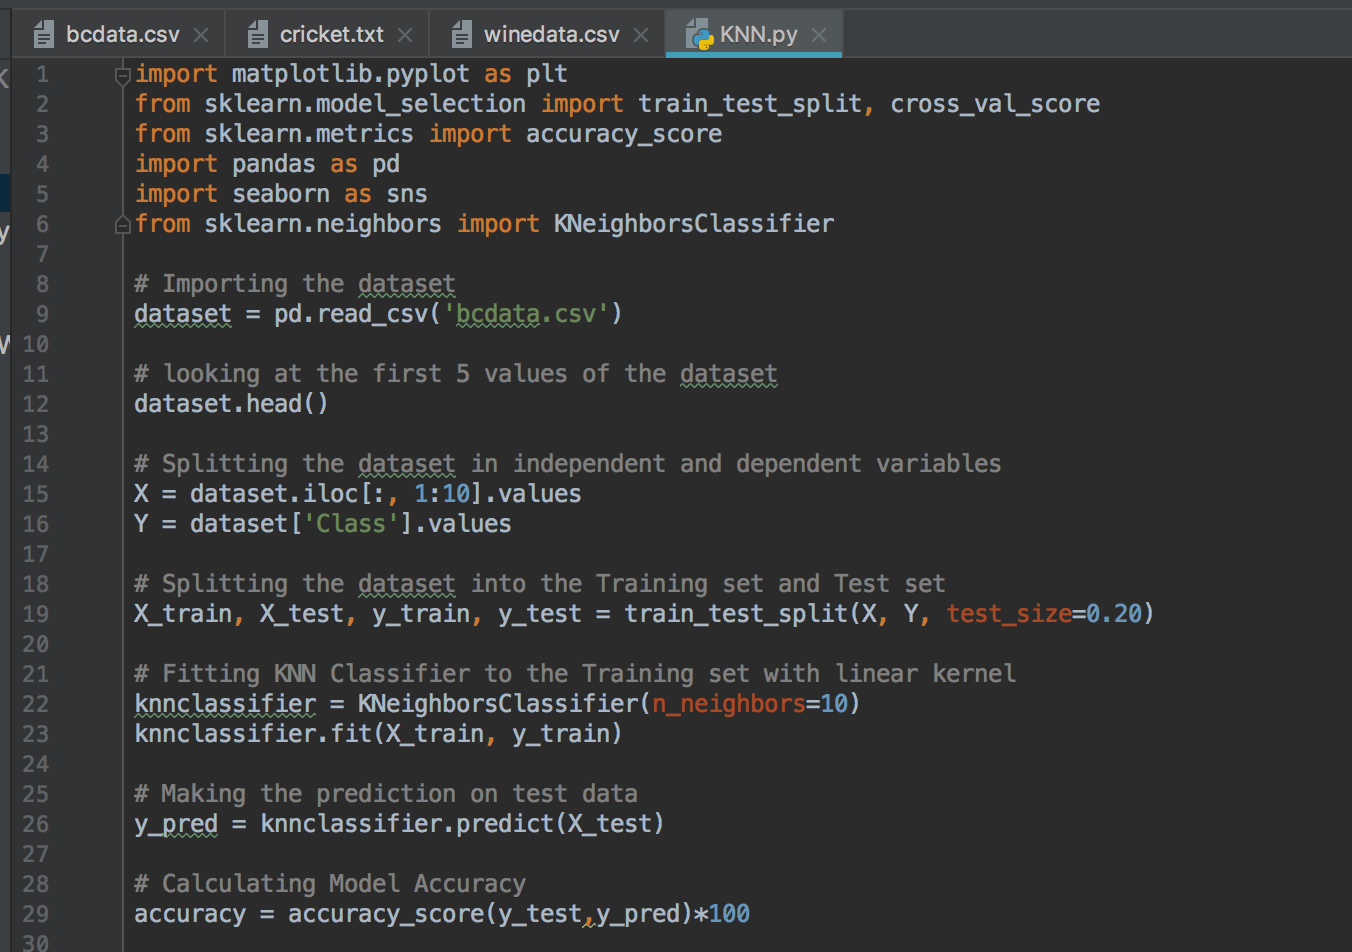 bcdata.csv cricket.txt winedata.csv KNN.py
1 import matplotlib.pyplot as plt
2 from sklearn.model_selection import train_test_split, cross_val_score
3 from sklearn.metrics import accuracy_score
4 import pandas as pd
5 import seaborn as sns
6 from sklearn.neighbors import KNeighborsClassifier
7
8 # Importing the dataset
9 dataset = pd.read_csv('bcdata.csv')
10
11 # looking at the first 5 values of the dataset
12 dataset.head()
13
14 # Splitting the dataset in independent and dependent variables
15 X = dataset.iloc[:, 1:10].values
16 Y = dataset['Class'].values
17
18 # Splitting the dataset into the Training set and Test set
19 X_train, X_test, y_train, y_test = train_test_split(X, Y, test_size=0.20)
20
21 # Fitting KNN Classifier to the Training set with linear kernel
22 knnclassifier = KNeighborsClassifier(n_neighbors=10)
23 knnclassifier.fit(X_train, y_train)
24
25 # Making the prediction on test data
26 y_pred = knnclassifier.predict(X_test)
27
28 # Calculating Model Accuracy
29 accuracy = accuracy_score(y_test,y_pred)*100
30